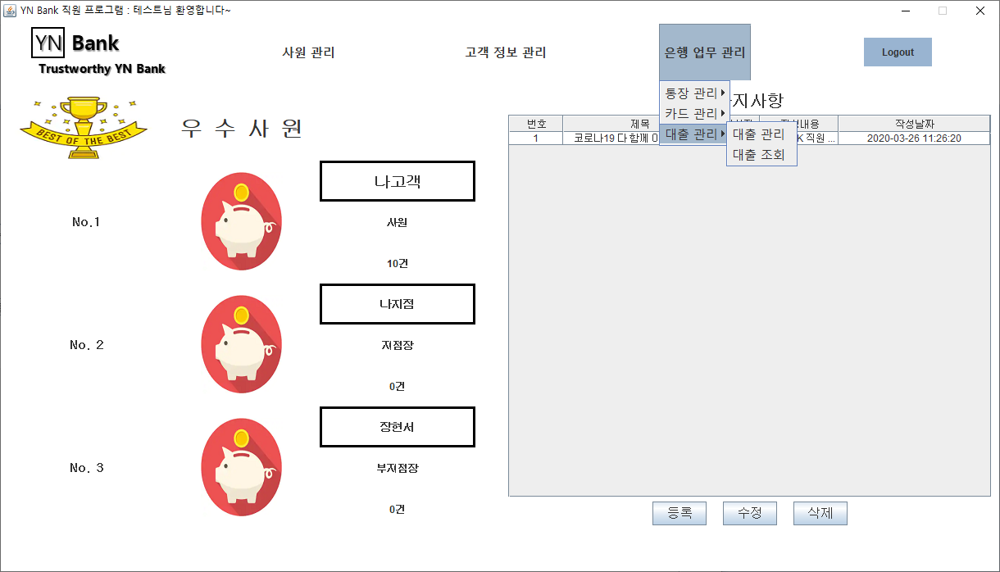 YN Bank 직원 프로그램 : 테스트님 환영합니다~
YN Bank
Trustworthy YN Bank
사원 관리
고객 정보 관리
은행 업무 관리
Logout
통장 관리
카드 관리
대출 관리
대출 관리
대출 조회
BEST OF THE BEST
우 수 사 원
지사항
번호 제목 내용 작성날짜
1 코로나19 다 함께 K 직원 ... 2020-03-26 11:26:20
No.1
나고객
사원
10건
No. 2
나지점
지점장
0건
No. 3
장현서
부지점장
0건
등록 수정 삭제